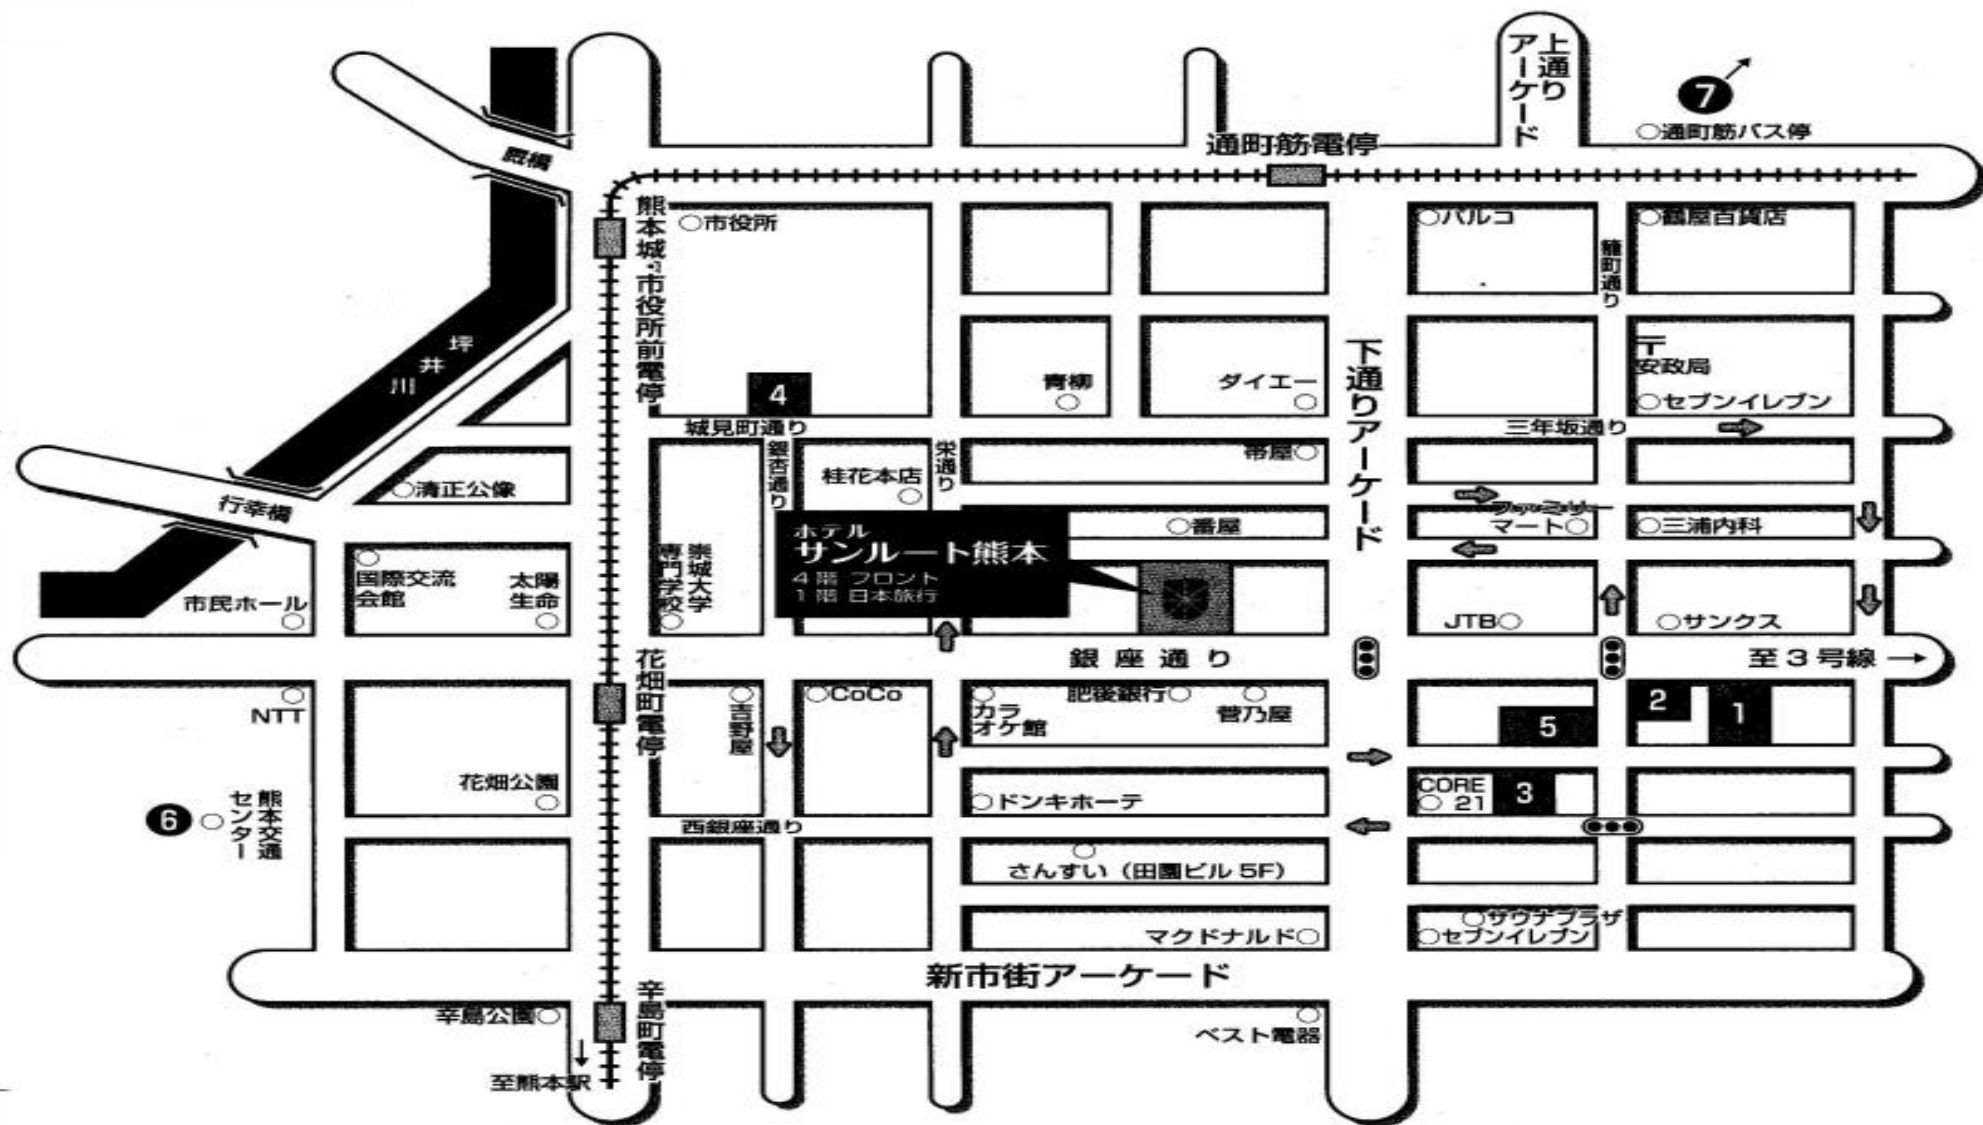 上通り
アーケード
7
通町筋バス停
通町筋電停
厩橋
熊本城・市役所前電停
市役所
パルコ
鶴屋百貨店
籠町通り
坪井川
4
青柳
ダイエー
下通りアーケード
〒
安政局
セブンイレブン
城見町通り
三年坂通り
銀杏通り
桂花本店
栄通り
帯屋
清正公像
行幸橋
ホテル
サンルート熊本
4階 フロント
1階 日本旅行
番屋
ファミリー
マート
三浦内科
国際交流
会館
太陽
生命
市民ホール
崇城大学
専門学校
JTB
サンクス
花畑町電停
銀座通り
至3号線
NTT
吉野屋
CoCo
カラ
オケ館
肥後銀行
菅乃屋
5
2
1
花畑公園
ドンキホーテ
CORE
21
3
6
熊本交通
センター
西銀座通り
さんすい（田園ビル5F）
マクドナルド
サウナプラザ
セブンイレブン
新市街アーケード
辛島公園
辛島町電停
ベスト電器
至熊本駅